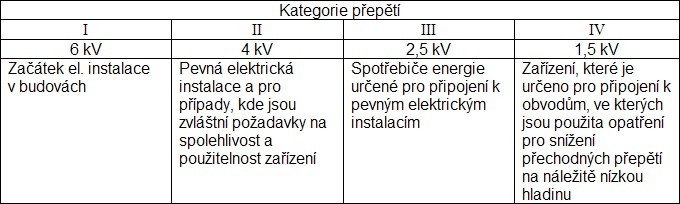 Kategorie přepětí
I II III IV
6 kV 4 kV 2,5 kV 1,5 kV
Začátek el. instalace
v budovách
Pevná elektrická
instalace a pro
případy, kde jsou
zvláštní požadavky na
spolehlivost a
použitelnost zařízení
Spotřebiče energie
určené pro připojení k
pevným elektrickým
instalacím
Zařízení, které je
určeno pro připojení k
obvodům, ve kterých
jsou použita opatření
pro snížení
přechodných přepětí
na náležitě nízkou
hladinu